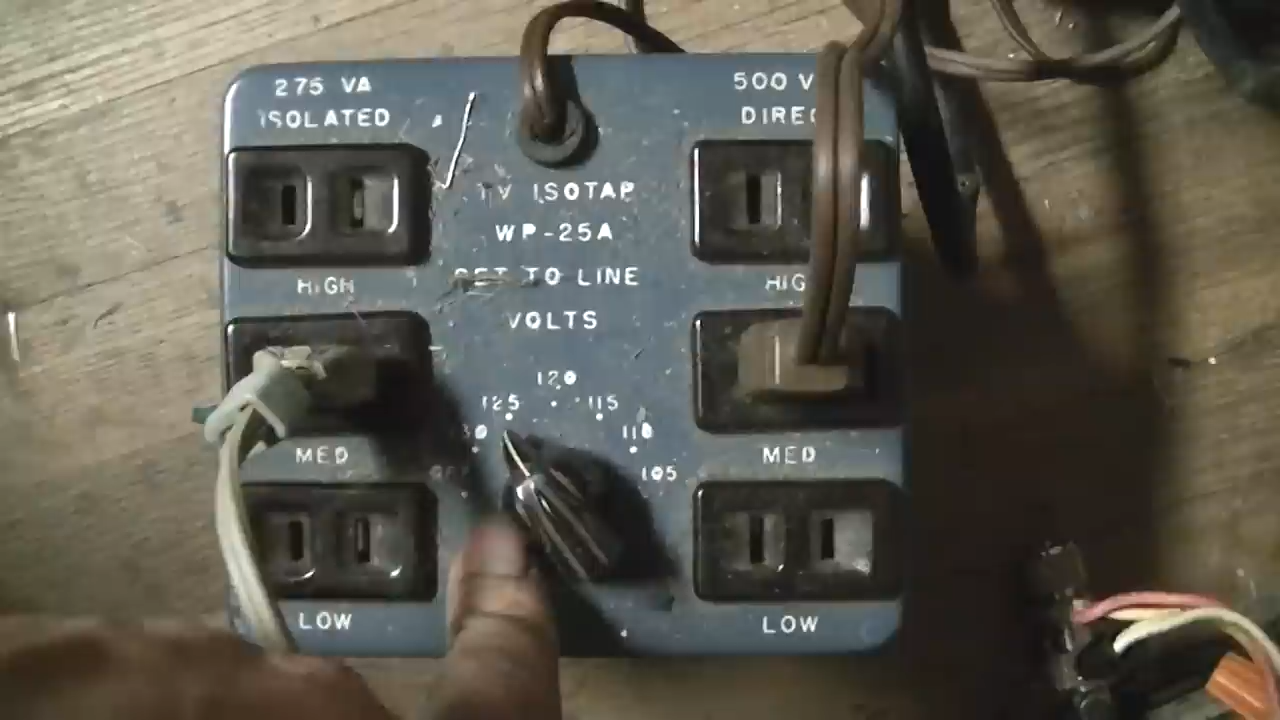 275 VA
ISOLATED
500 V
DIREC
TV ISOTAP
WP-25A
SET TO LINE
VOLTS
HIGH
HIG
120
125
115
110
105
MED
MED
LOW
LOW